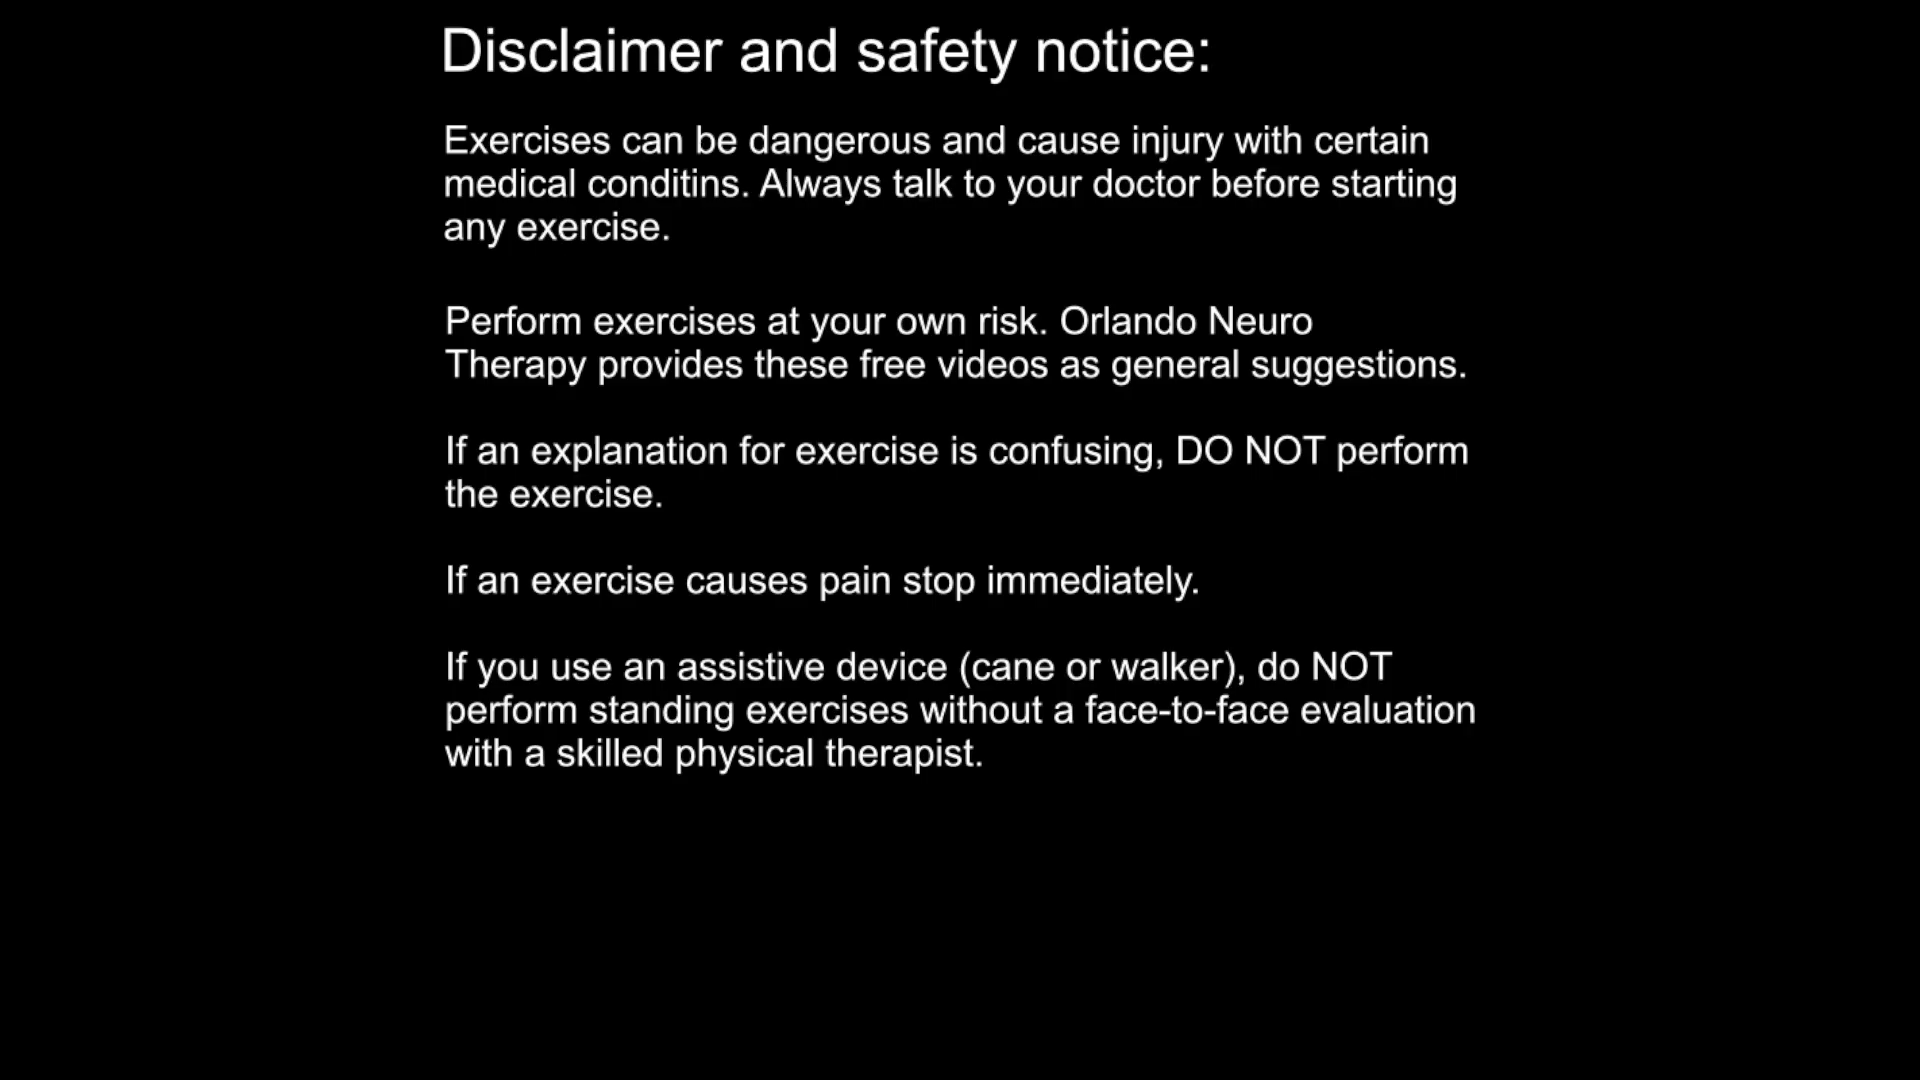 Disclaimer and safety notice:
Exercises can be dangerous and cause injury with certain
medical conditins. Always talk to your doctor before starting
any exercise.
Perform exercises at your own risk. Orlando Neuro
Therapy provides these free videos as general suggestions.
If an explanation for exercise is confusing, DO NOT perform
the exercise.
If an exercise causes pain stop immediately.
If you use an assistive device (cane or walker), do NOT
perform standing exercises without a face-to-face evaluation
with a skilled physical therapist.